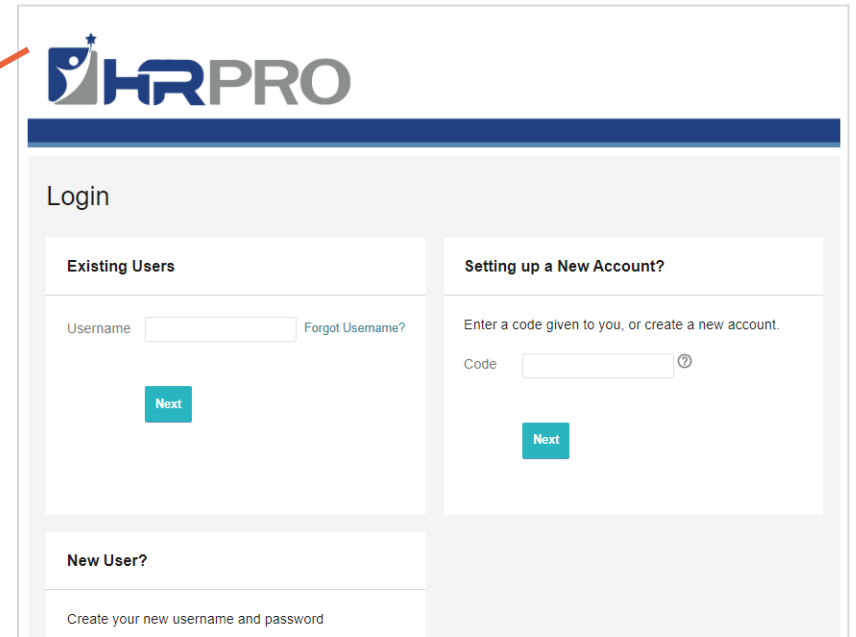 HRPRO
Login
Existing Users
Username Forgot Username?
Next
Setting up a New Account?
Enter a code given to you, or create a new account.
Code ?
Next
New User?
Create your new username and password